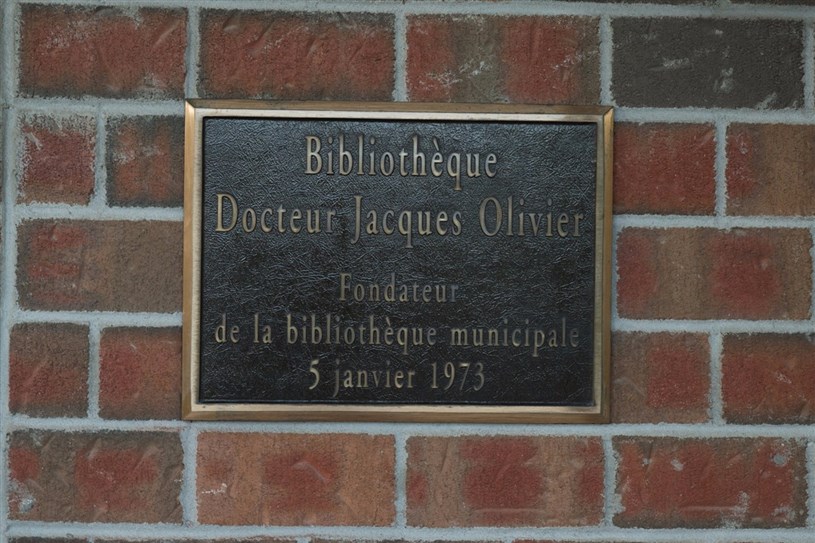 Bibliothèque
Docteur Jacques Olivier
Fondateur
de la bibliothèque municipale
5 janvier 1973